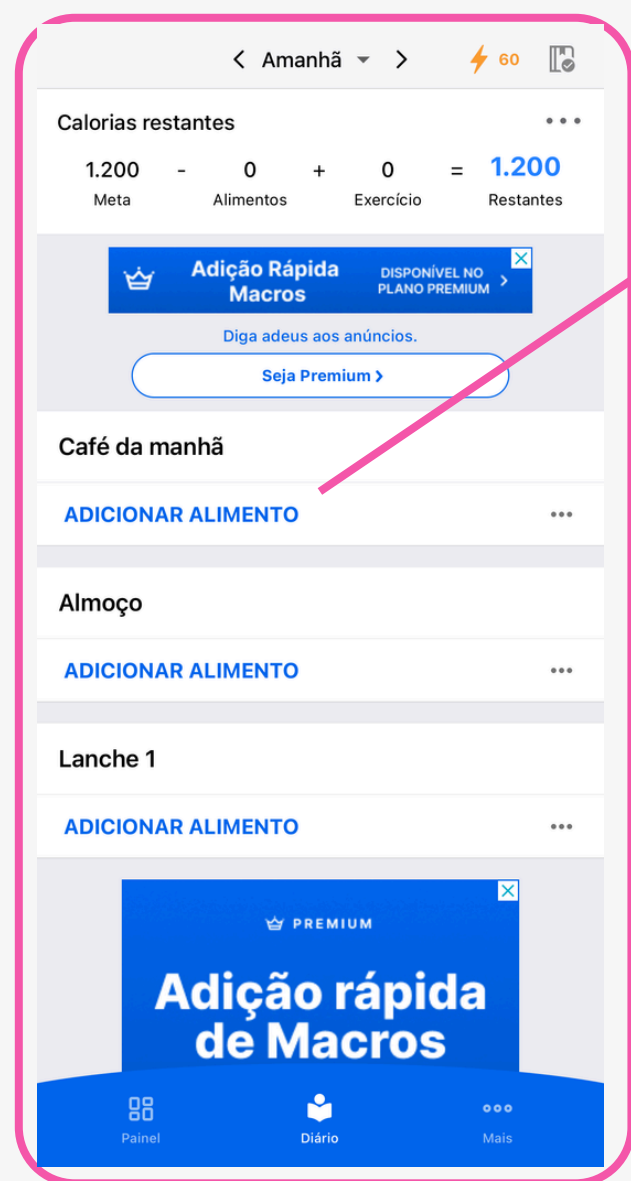 Amanhã
60
Calorias restantes
1.200 - 0 + 0 = 1.200
Meta Alimentos Exercício Restantes
Adição Rápida
Macros
DISPONÍVEL NO
PLANO PREMIUM
Diga adeus aos anúncios.
Seja Premium
Café da manhã
ADICIONAR ALIMENTO
Almoço
ADICIONAR ALIMENTO
Lanche 1
ADICIONAR ALIMENTO
PREMIUM
Adição rápida
de Macros
Painel Diário Mais